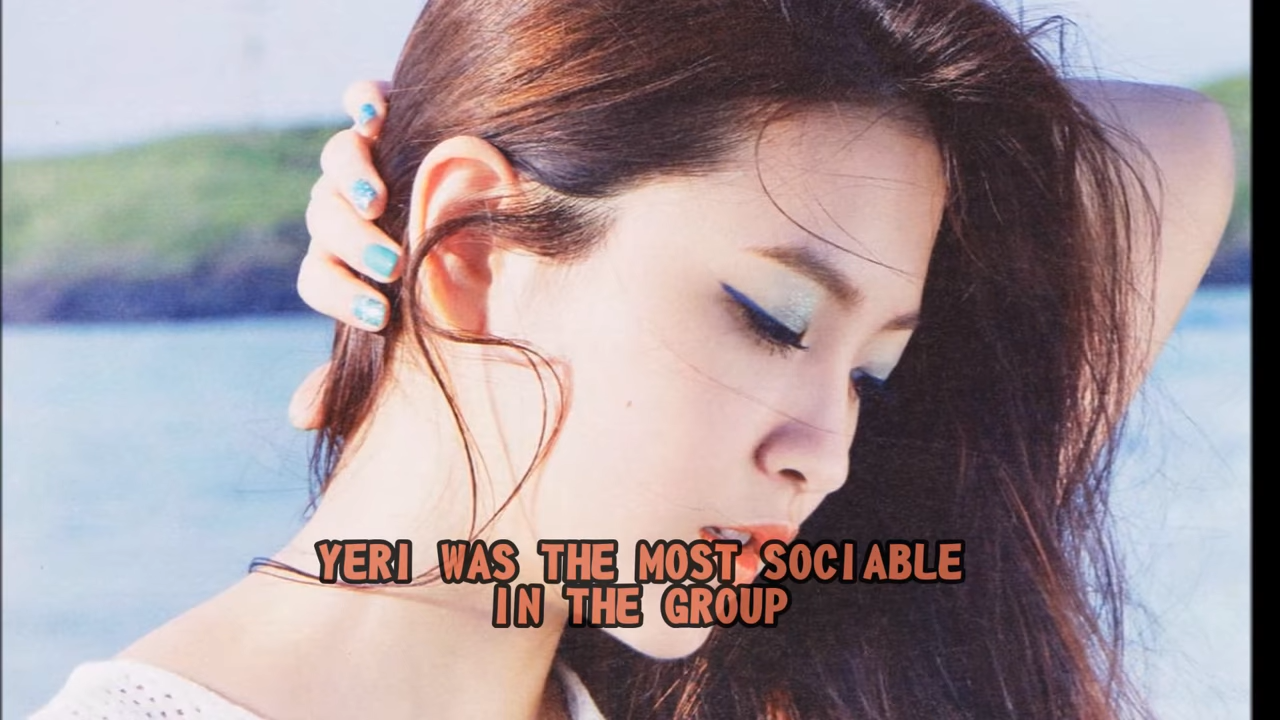 YERI WAS THE MOST SOCIABLE
IN THE GROUP